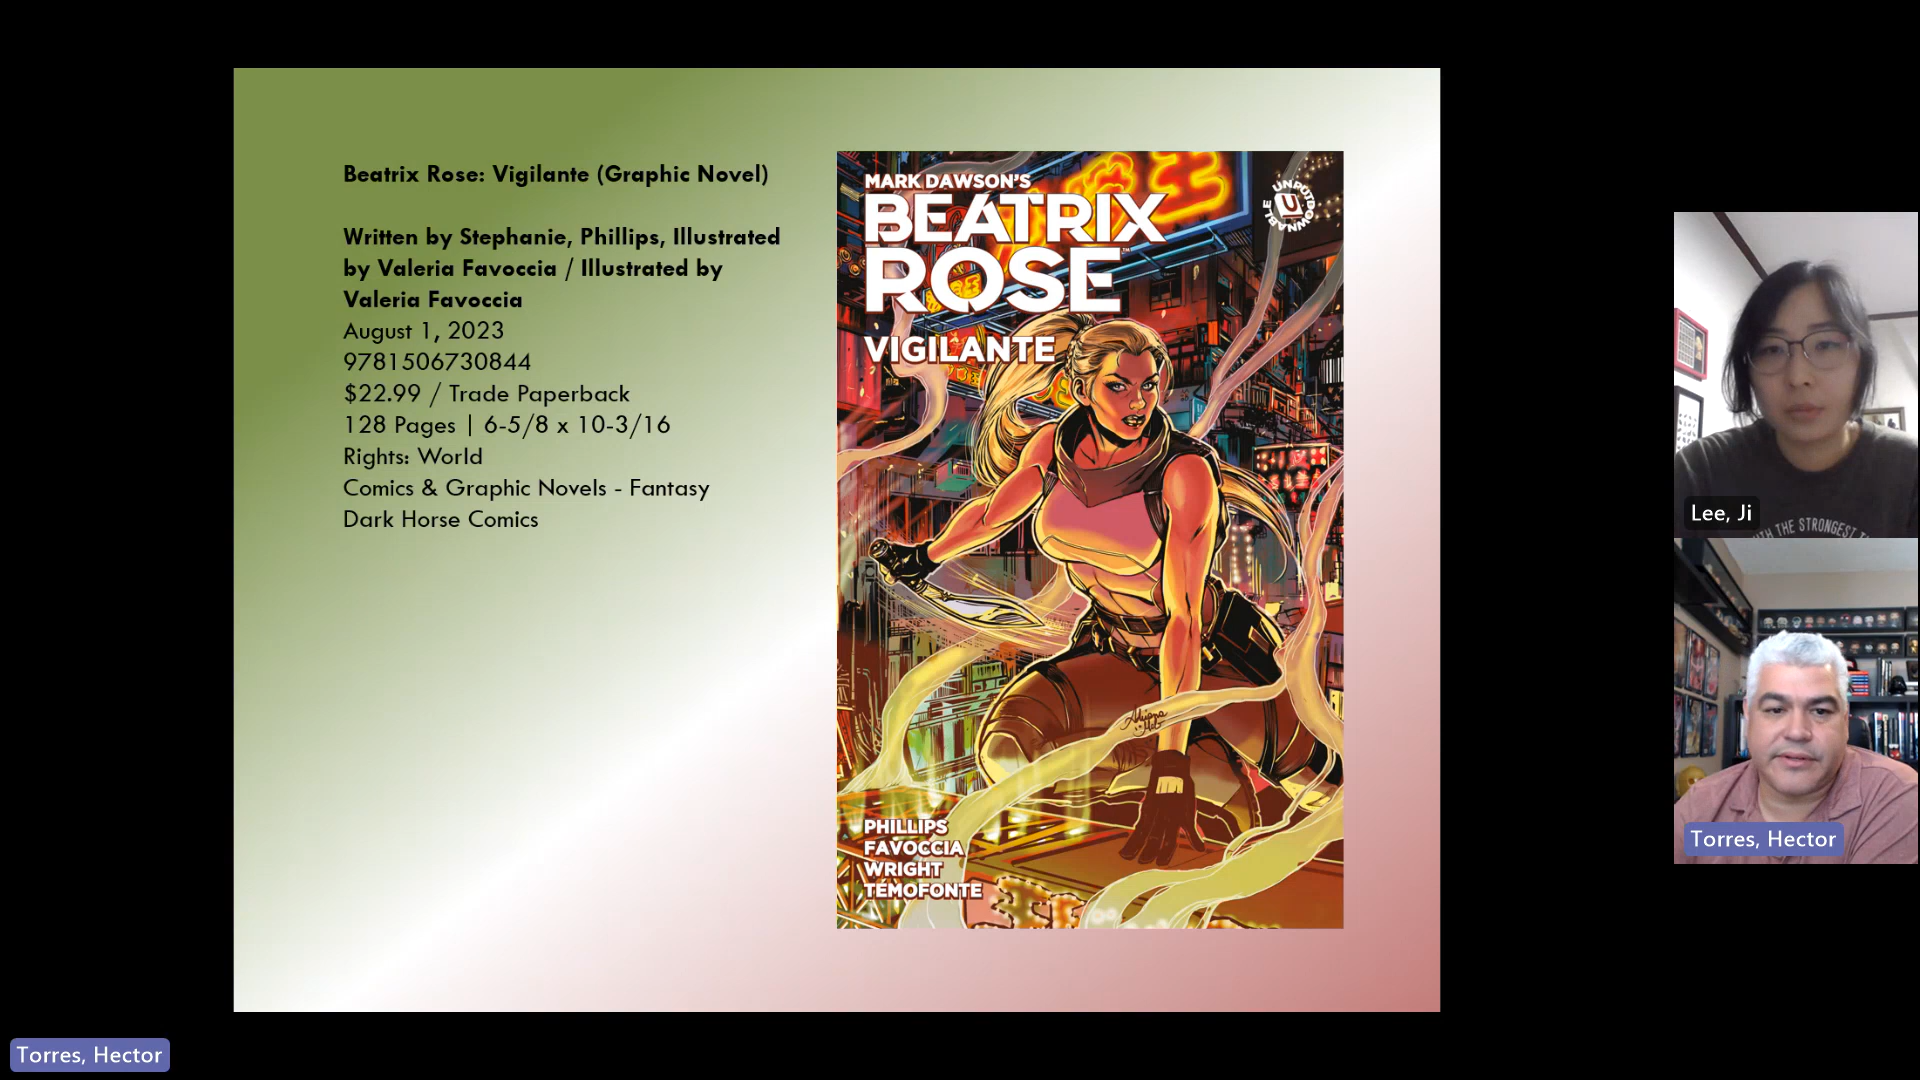 Beatrix Rose: Vigilante (Graphic Novel)
Written by Stephanie, Phillips, Illustrated
by Valeria Favoccia / Illustrated by
Valeria Favoccia
August 1, 2023
9781506730844
$22.99 / Trade Paperback
128 Pages | 6-5/8 x 10-3/16
Rights: World
Comics & Graphic Novels - Fantasy
Dark Horse Comics
MARK DAWSON'S
BEATRIX
ROSE™
VIGILANTE
UNPUTDOWNABLE
U
PHILLIPS
FAVOCCIA
WRIGHT
TEMOFONTE
Lee, Ji
THE STRONGEST
Torres, Hector
Torres, Hector